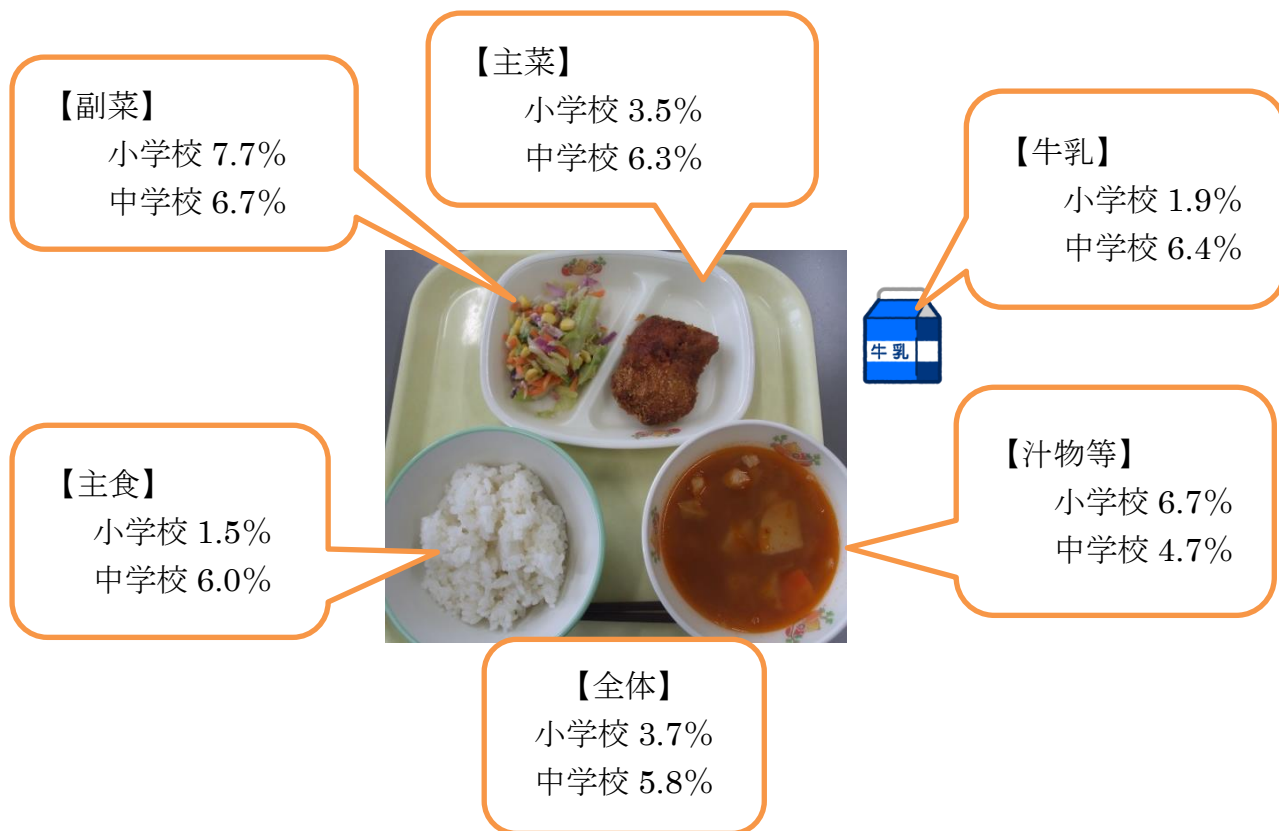 【主菜】
小学校 3.5%
中学校 6.3%
【副菜】
小学校 7.7%
中学校 6.7%
【牛乳】
小学校 1.9%
中学校 6.4%
牛乳
【主食】
小学校 1.5%
中学校 6.0%
【汁物等】
小学校 6.7%
中学校 4.7%
【全体】
小学校 3.7%
中学校 5.8%